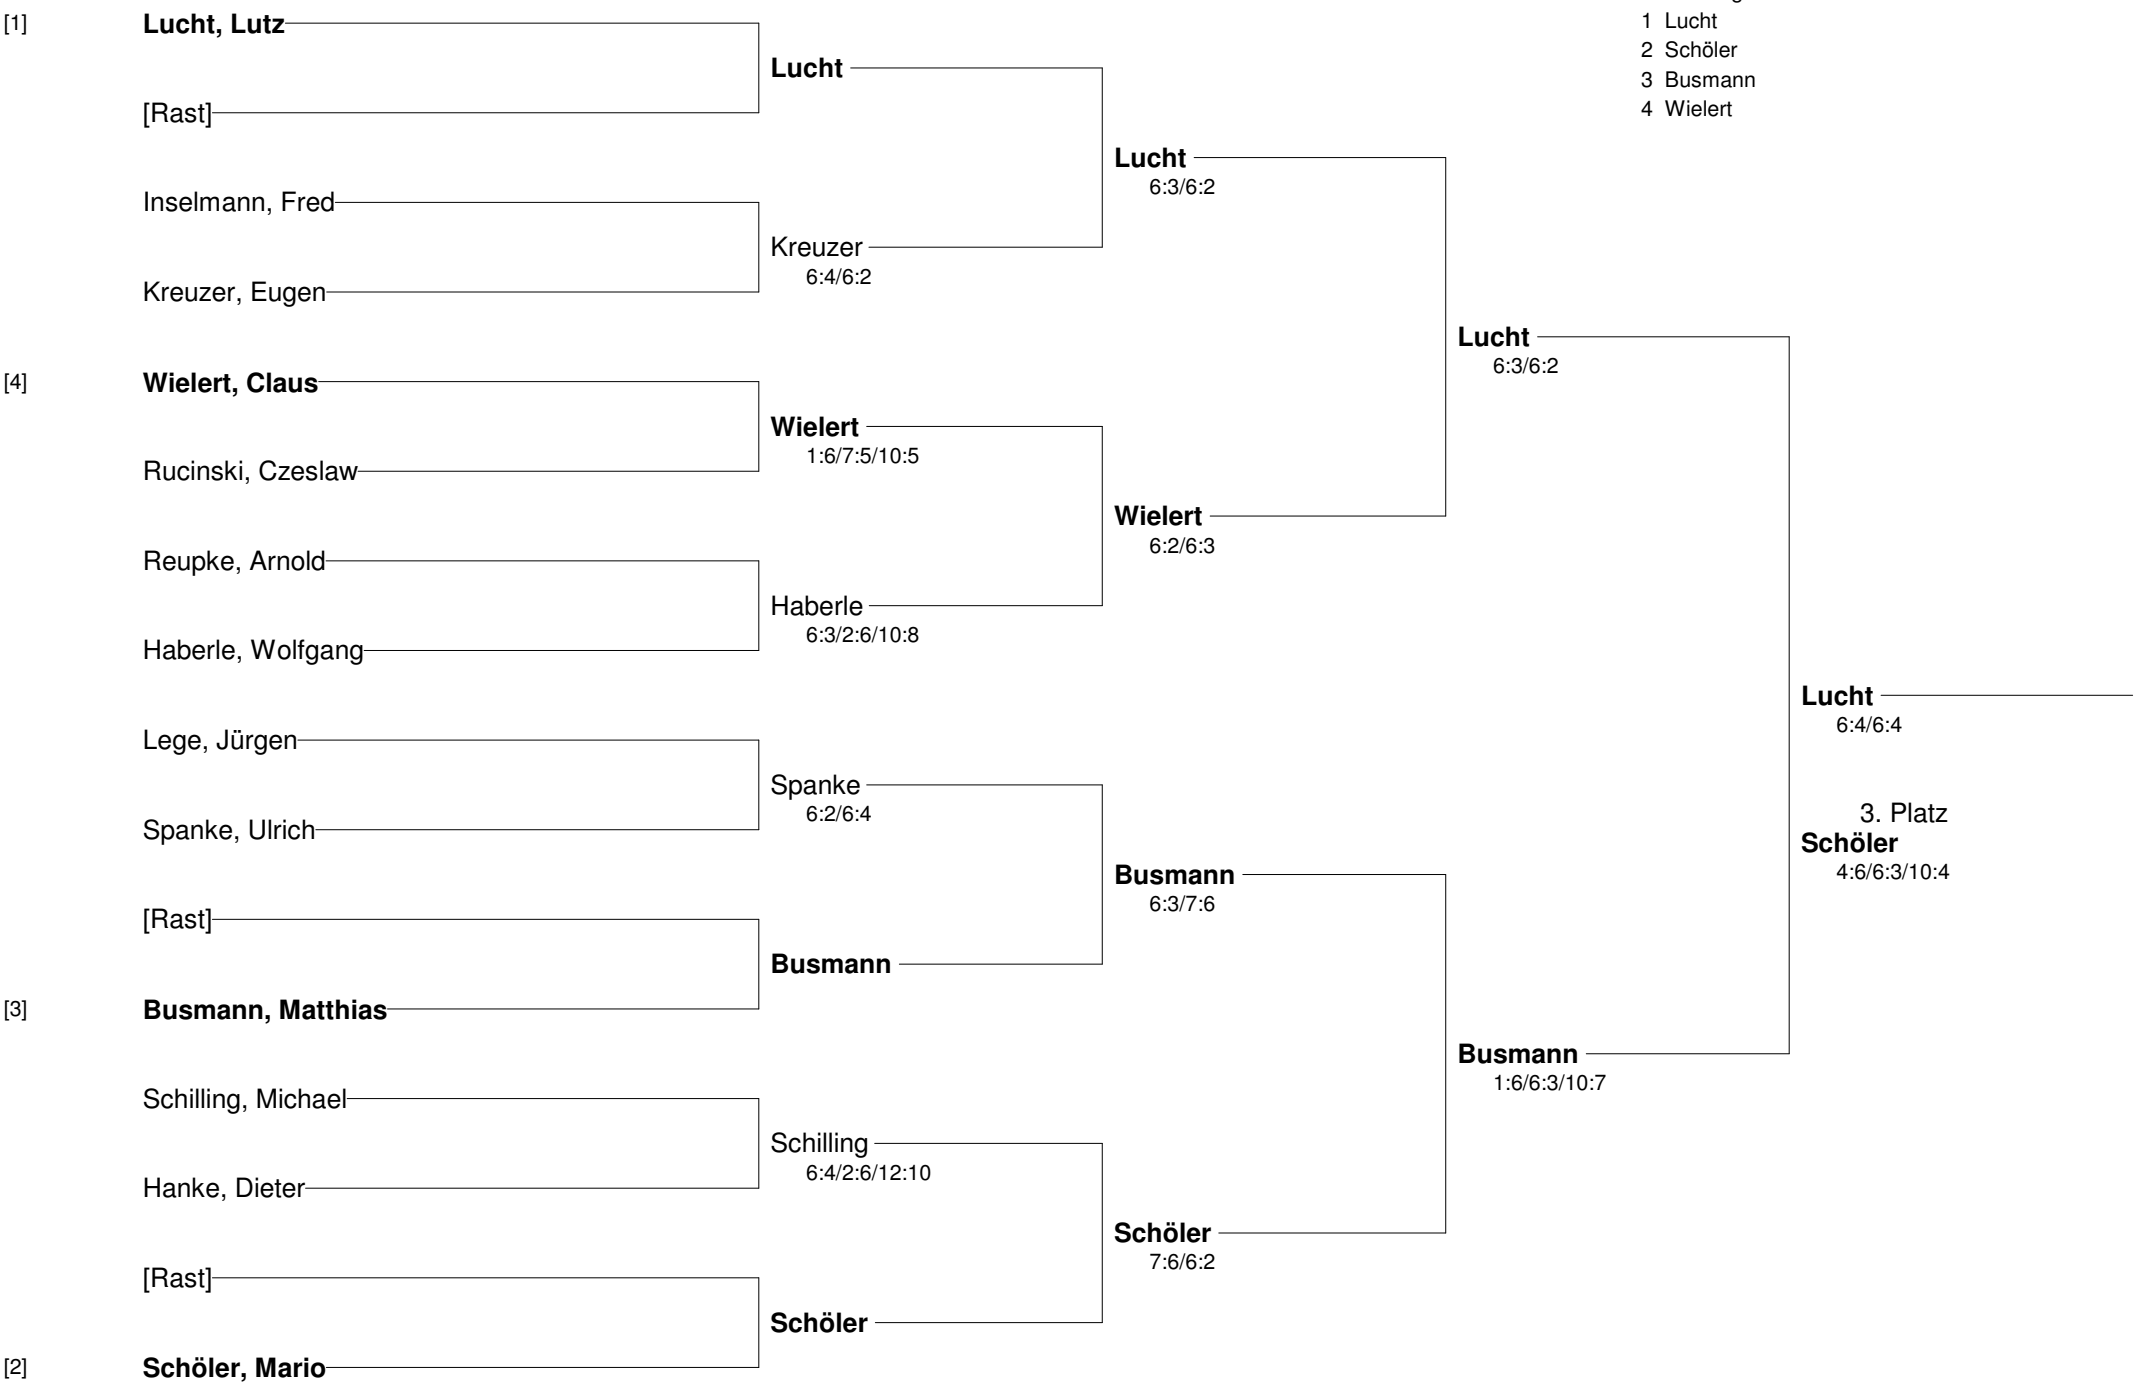 1 Lucht
2 Schöler
3 Busmann
4 Wielert
[1] Lucht, Lutz
[Rast]
Inselmann, Fred
Kreuzer, Eugen
[4] Wielert, Claus
Rucinski, Czeslaw
Reupke, Arnold
Haberle, Wolfgang
Lege, Jürgen
Spanke, Ulrich
[Rast]
[3] Busmann, Matthias
Schilling, Michael
Hanke, Dieter
[Rast]
[2] Schöler, Mario
Lucht
Kreuzer
6:4/6:2
Wielert
1:6/7:5/10:5
Haberle
6:3/2:6/10:8
Spanke
6:2/6:4
Busmann
Schilling
6:4/2:6/12:10
Schöler
Lucht
6:3/6:2
Wielert
6:2/6:3
Busmann
6:3/7:6
Schöler
7:6/6:2
Lucht
6:3/6:2
Busmann
1:6/6:3/10:7
Lucht
6:4/6:4
3. Platz
Schöler
4:6/6:3/10:4